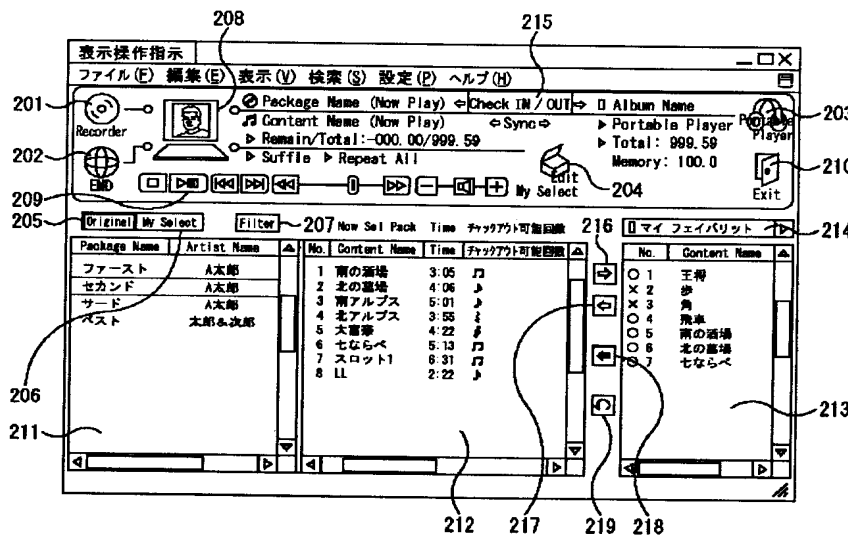 208
215
表示操作指示
ファイル(F) 編集(E) 表示(V) 検索(S) 設定(P) ヘルプ(H)
201
Recorder
Package Name (Now Play) ⇦ Check IN/OUT ⇨ Album Name
Content Name (Now Play) ⇦Sync⇨ ▷ Portable Player
▷ Remain/Total:-000.00/999.59 ▷ Total: 999.59
▷ Suffle ▷ Repeat All Memory: 100.0
Portable Player
203
202
EMD
Edit
My Select
204
Exit
210
209
205
Original My Select Filter
207
Now Sel Pack Time チャックアウト可能回数
216
マイ フェイバリット
214
Package Name Artist Name
ファースト A太郎
セカンド A太郎
サード A太郎
ベスト 太郎&次郎
No. Content Name Time チャックアウト可能回数
1 南の酒場 3:05
2 北の墓場 4:06
3 南アルプス 5:01
4 北アルプス 3:55
5 大富豪 4:22
6 七ならべ 5:13
7 スロット1 6:31
8 LL 2:22
No. Content Name
○ 1 王将
× 2 歩
× 3 角
○ 4 飛車
○ 5 南の酒場
○ 6 北の墓場
○ 7 七ならべ
206
211
213
212
217
219
218